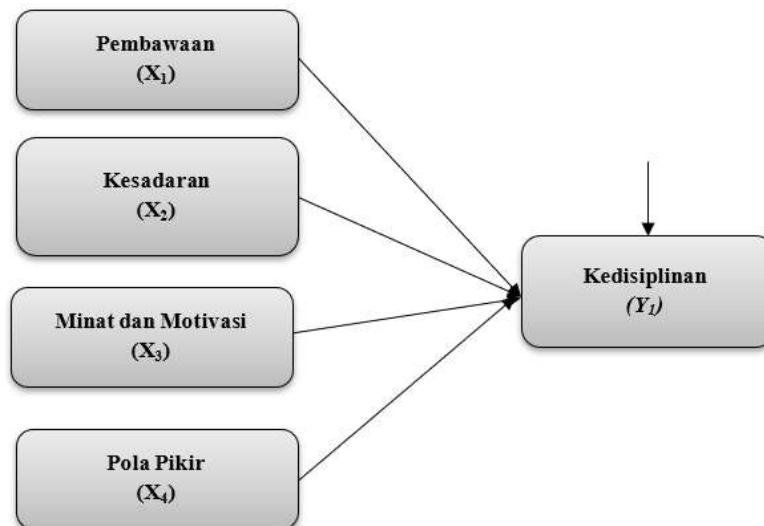 Pembawaan
(X₁)
Kesadaran
(X₂)
Minat dan Motivasi
(X₃)
Pola Pikir
(X₄)
Kedisiplinan
(Y₁)